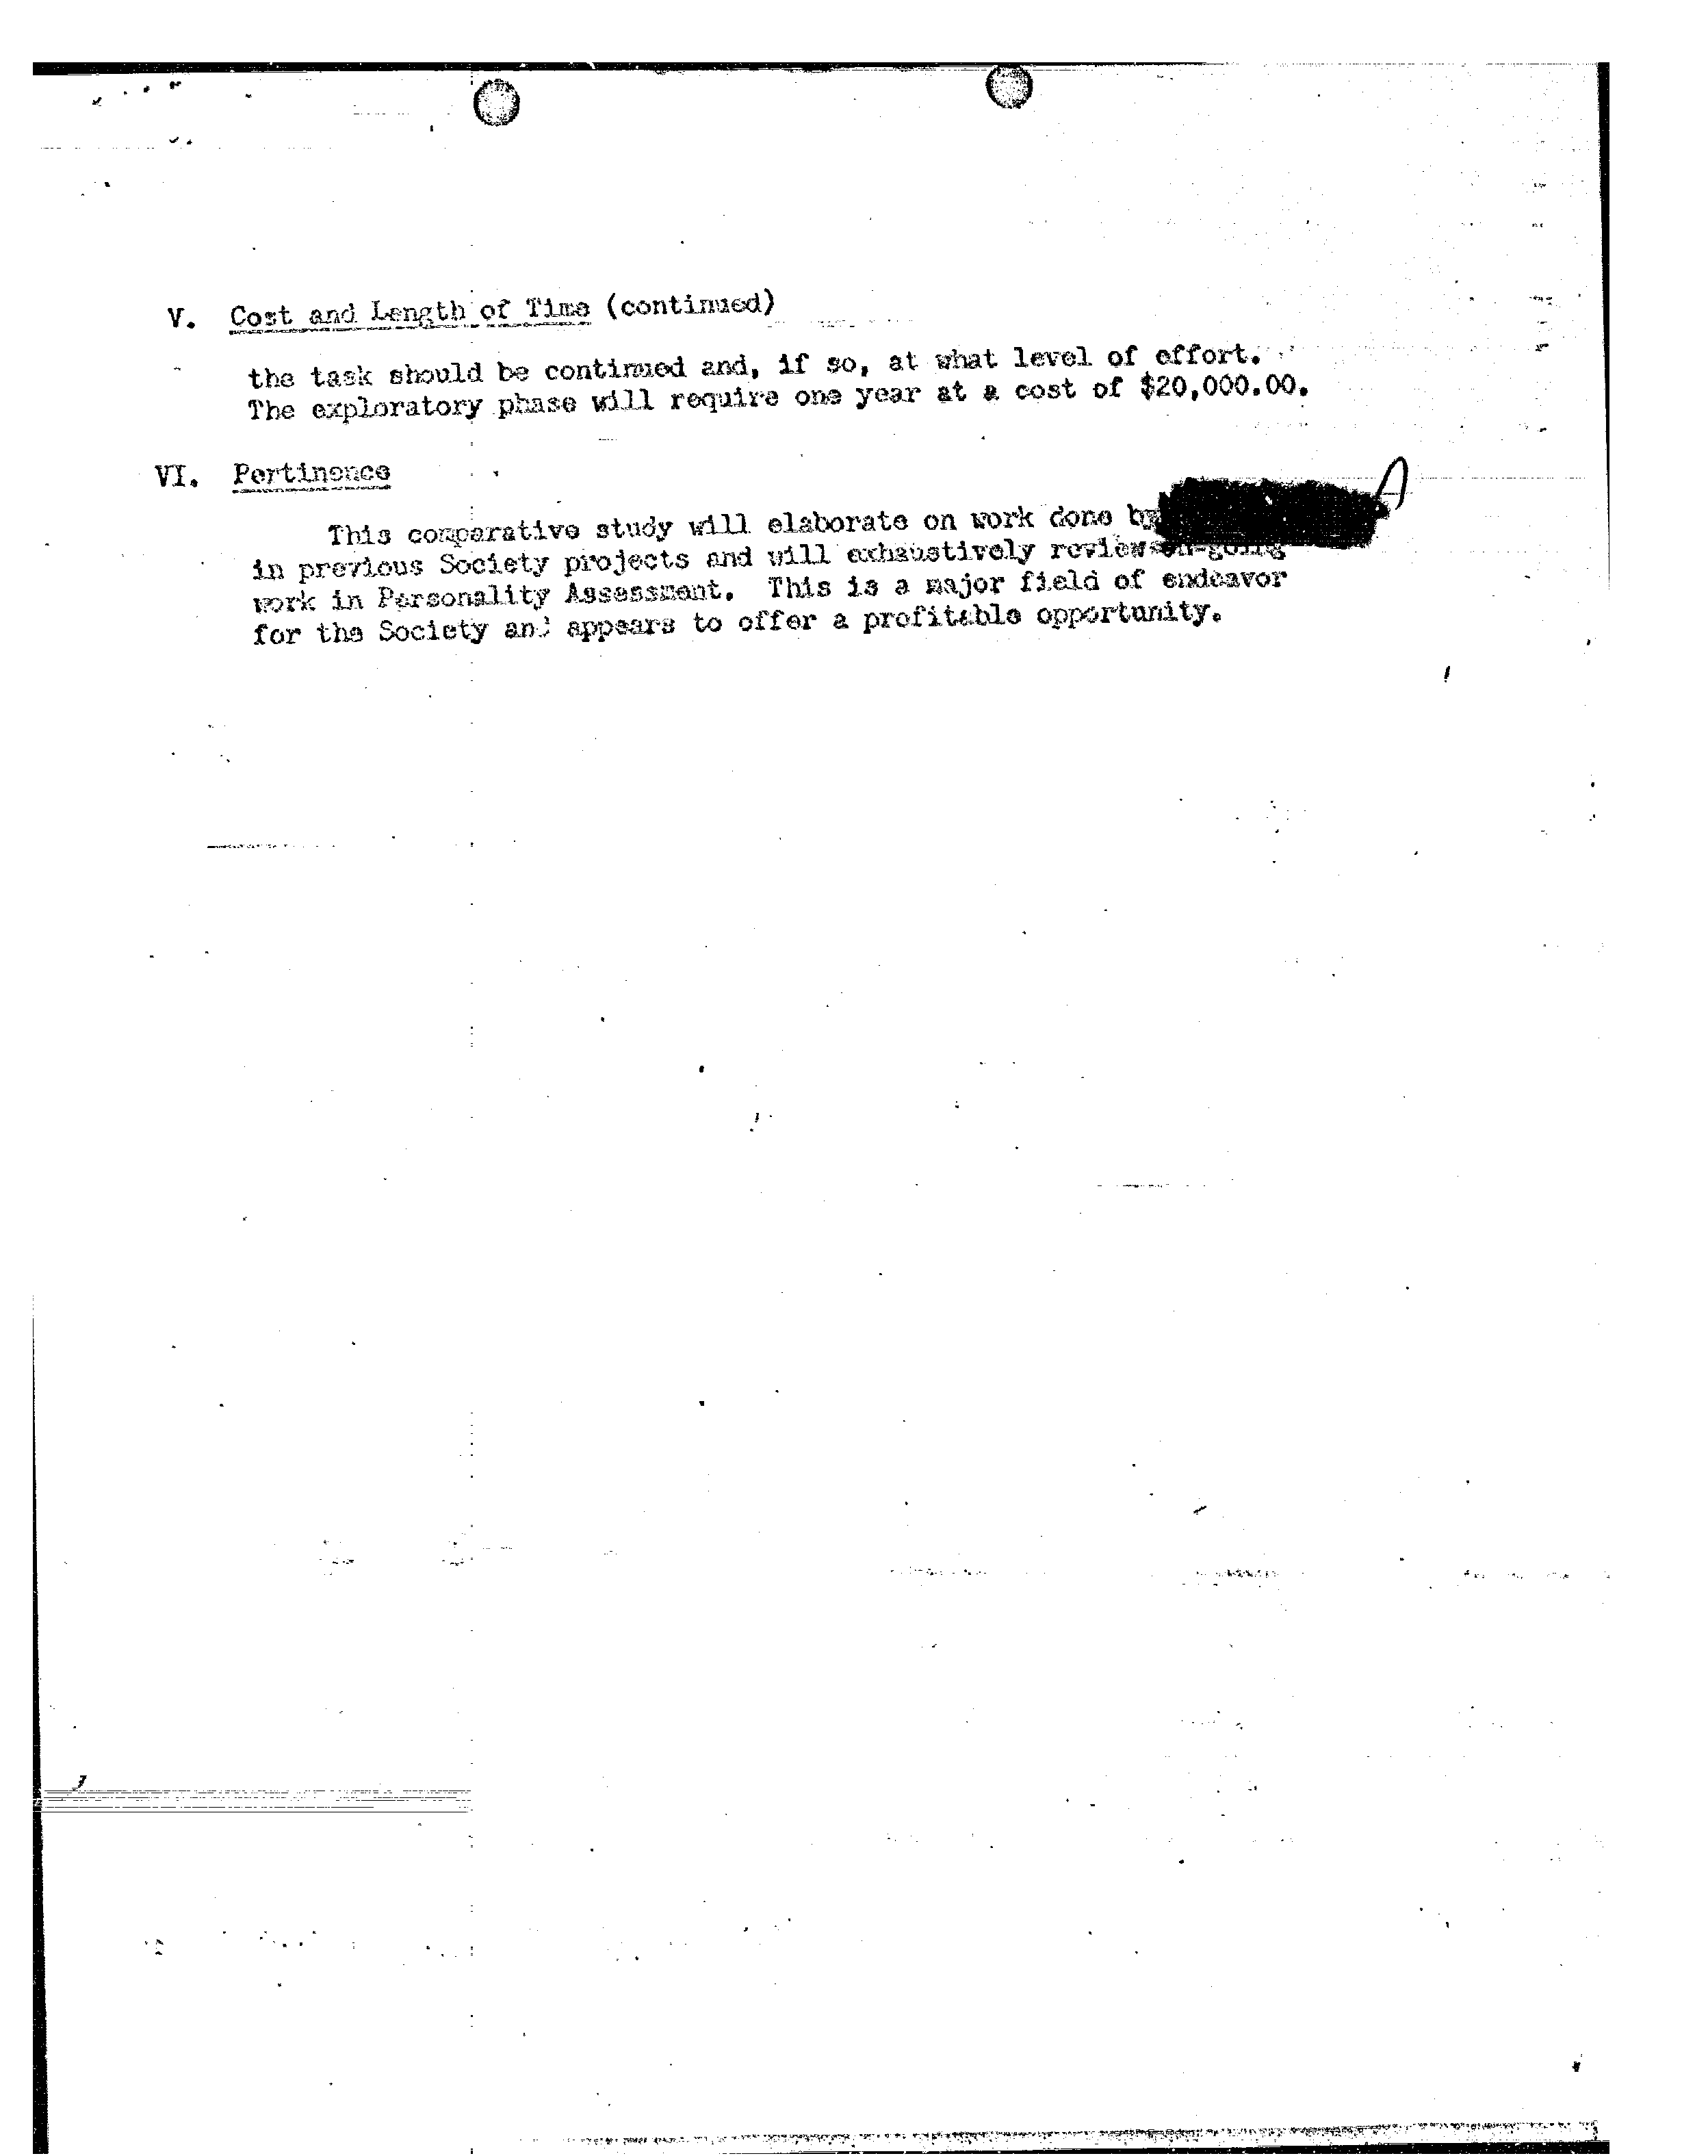 V. Cost and Length of Time (continued)
the task should be continued and, if so, at what level of effort.
The exploratory phase will require one year at a cost of $20,000.00.
VI. Pertinence
This comparative study will elaborate on work done by
in previous Society projects and will exhaustively review on-going
work in Personality Assessment. This is a major field of endeavor
for the Society and appears to offer a profitable opportunity.